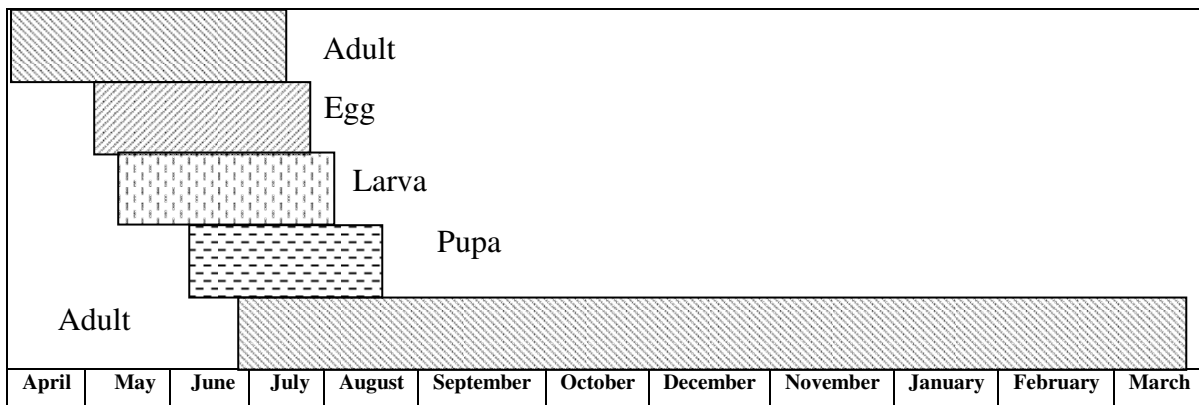 Adult
Egg
Larva
Pupa
Adult
April May June July August September October December November January February March